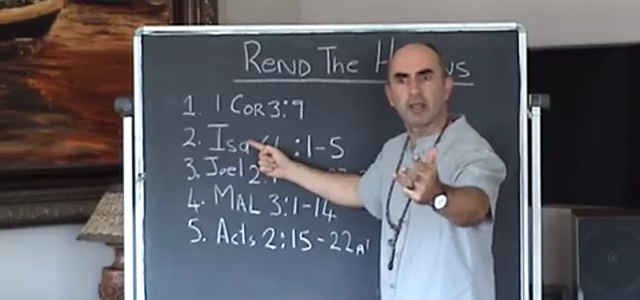 REND THE
1. 1 COR 3:9
2. Isa : 1-5
3. Joel 2:
4. MAL 3:1-14
5. Acts 2:15-22